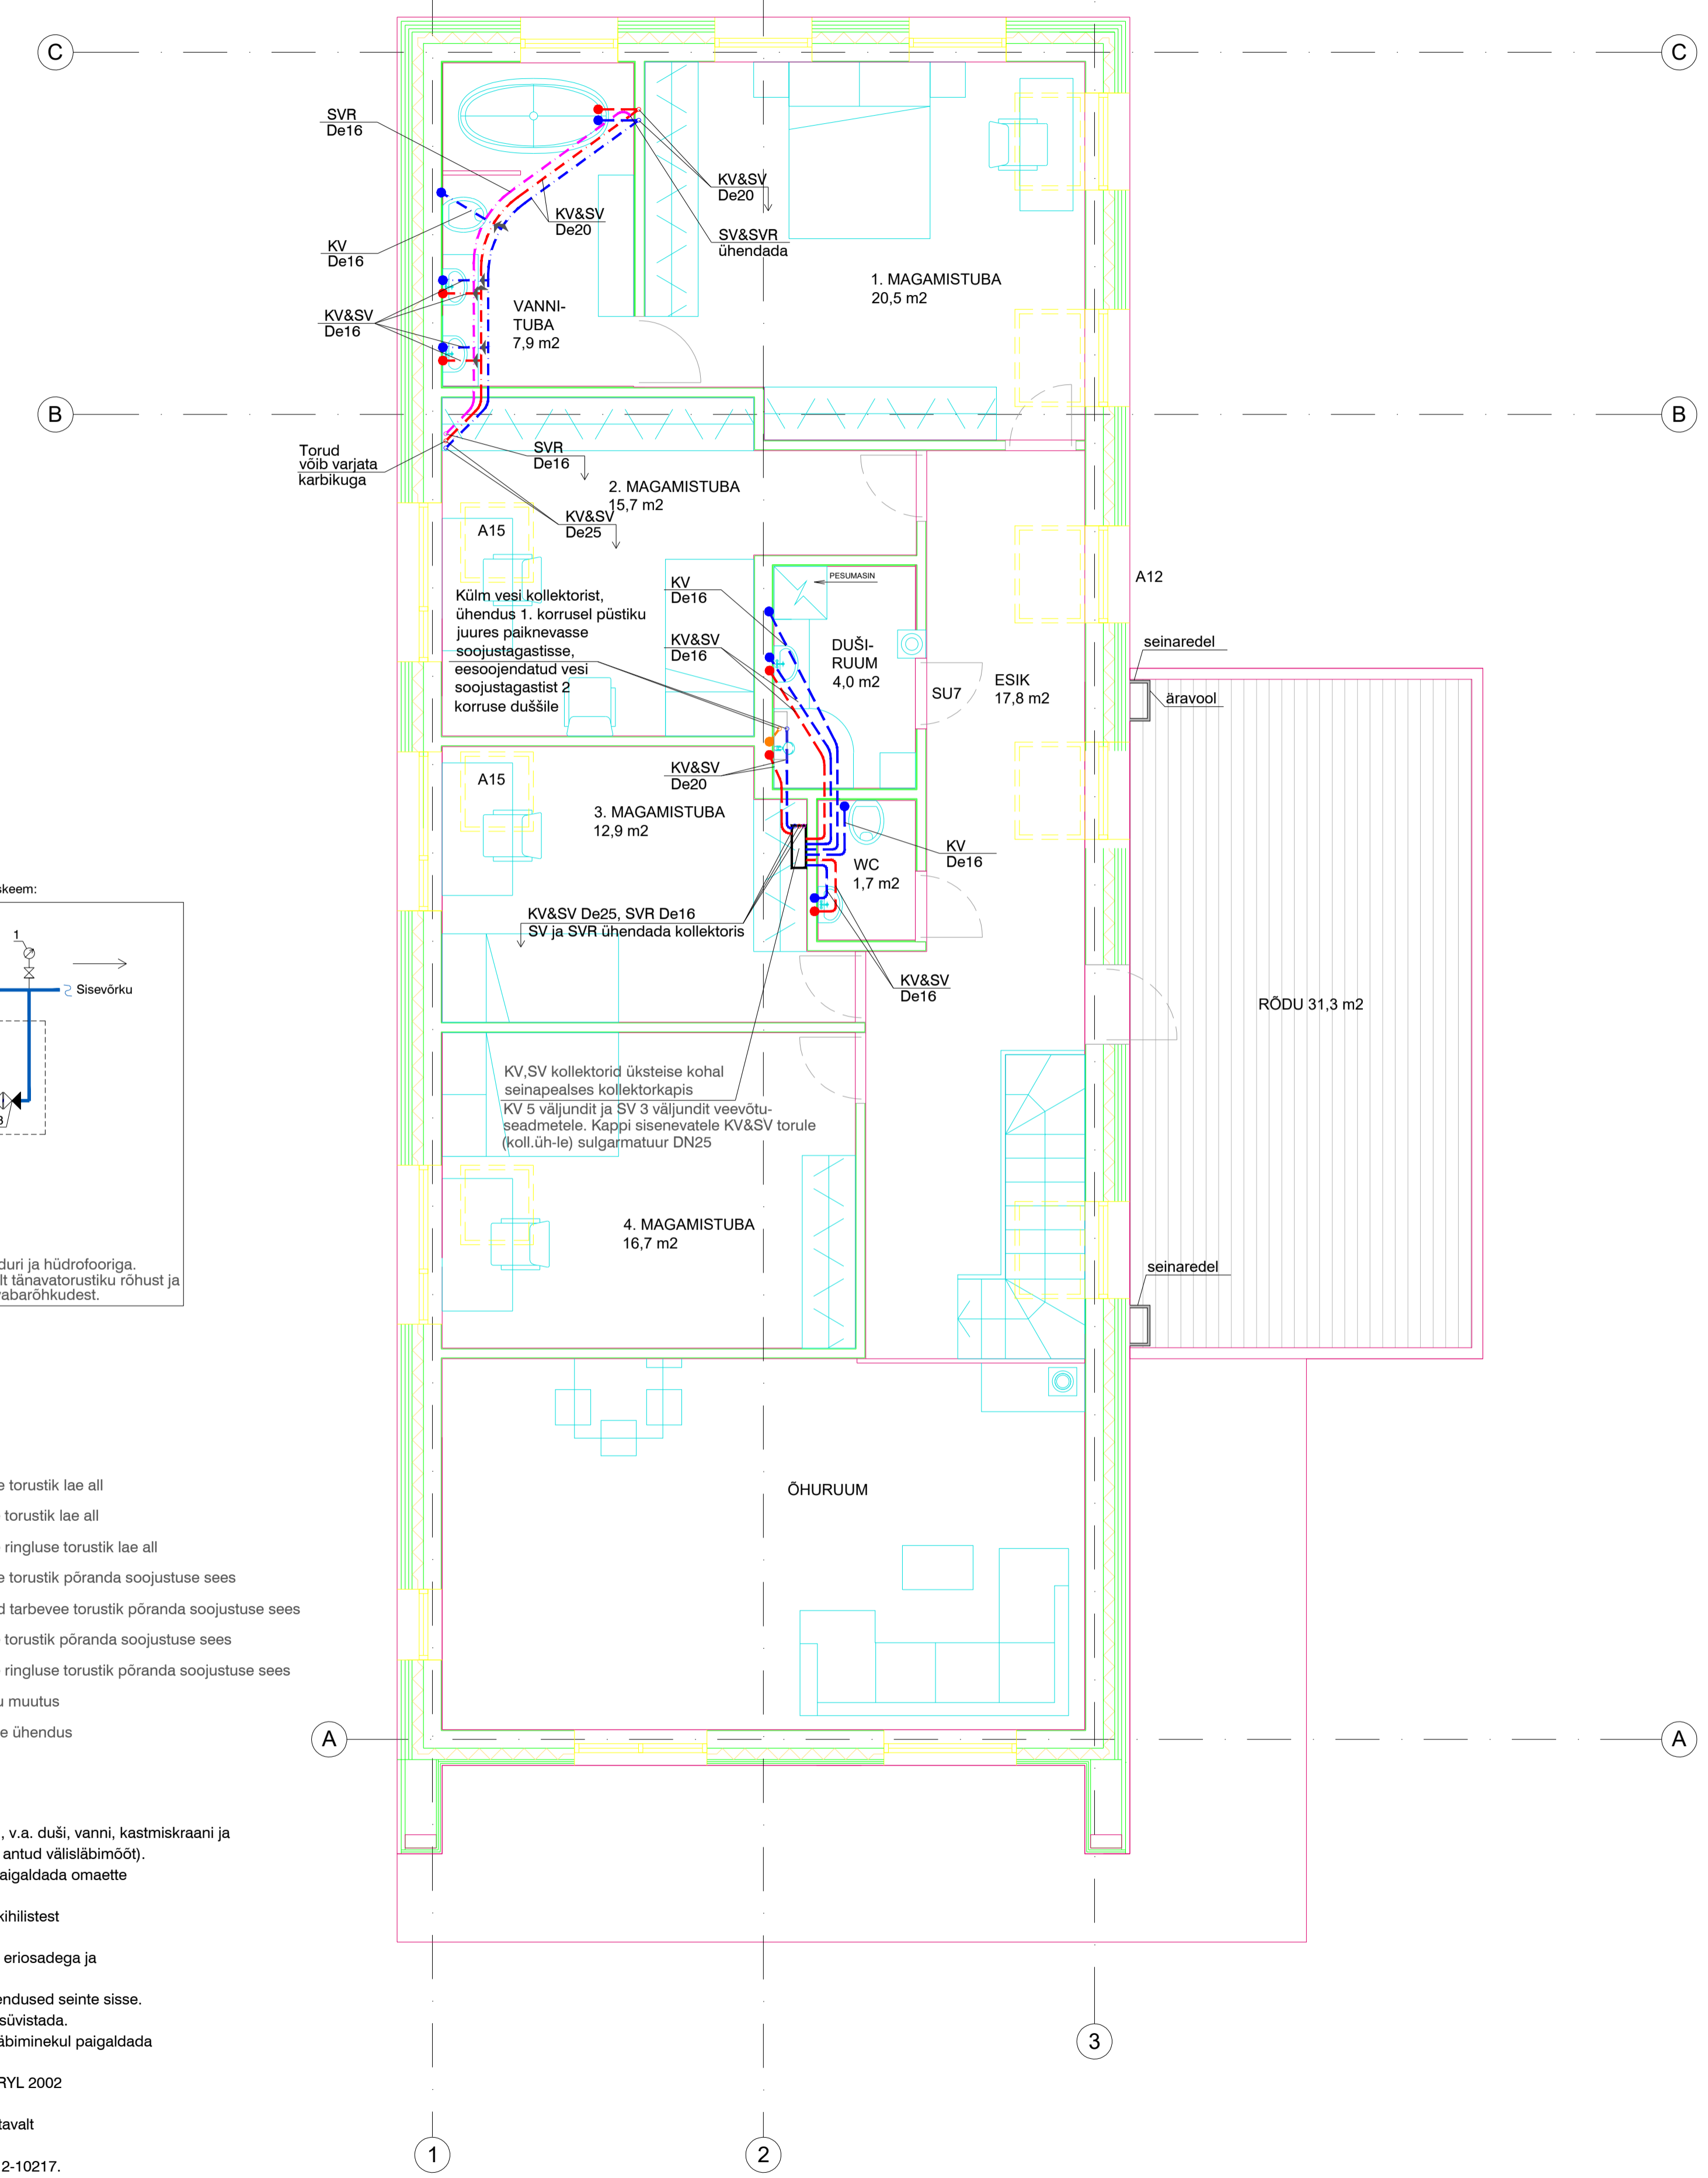 C
C
SVR
De16
KV&SV
De20
KV&SV
De20
SV&SVR
ühendada
KV
De16
1. MAGAMISTUBA
20,5 m2
VANNI-
TUBA
7,9 m2
KV&SV
De16
B
B
Torud
võib varjata
karbikuga
SVR
De16
2. MAGAMISTUBA
15,7 m2
KV&SV
De25
A15
A12
PESUMASIN
KV
De16
Külm vesi kollektorist,
ühendus 1. korrusel püstiku
juures paiknevasse
soojustagastisse,
eesoojendatud vesi
soojustagastist 2
korruse duššile
KV&SV
De16
DUŠI-
RUUM
4,0 m2
seinaredel
SU7
ESIK
17,8 m2
äravool
KV&SV
De20
A15
3. MAGAMISTUBA
12,9 m2
KV
De16
WC
1,7 m2
skeem:
KV&SV De25, SVR De16
SV ja SVR ühendada kollektoris
1
Sisevõrku
KV&SV
De16
RÕDU 31,3 m2
KV,SV kollektorid üksteise kohal
seinapealses kollektorkapis
KV 5 väljundit ja SV 3 väljundit veevõtu-
seadmetele. Kappi sisenevatele KV&SV torule
(koll.üh-le) sulgarmatuur DN25
3
4. MAGAMISTUBA
16,7 m2
seinaredel
duri ja hüdrofooriga.
lt tänavatorustiku rõhust ja
vabarõhkudest.
e torustik lae all
torustik lae all
ringluse torustik lae all
e torustik põranda soojustuse sees
d tarbevee torustik põranda soojustuse sees
torustik põranda soojustuse sees
ringluse torustik põranda soojustuse sees
u muutus
e ühendus
ÕHURUUM
A
A
, v.a. duši, vanni, kastmiskraani ja
antud välisläbimõõt).
aigaldada omaette
kihilistest
eriosadega ja
endused seinte sisse.
süvistada.
äbiminekul paigaldada
RYL 2002
tavalt
12-10217.
3
1
2